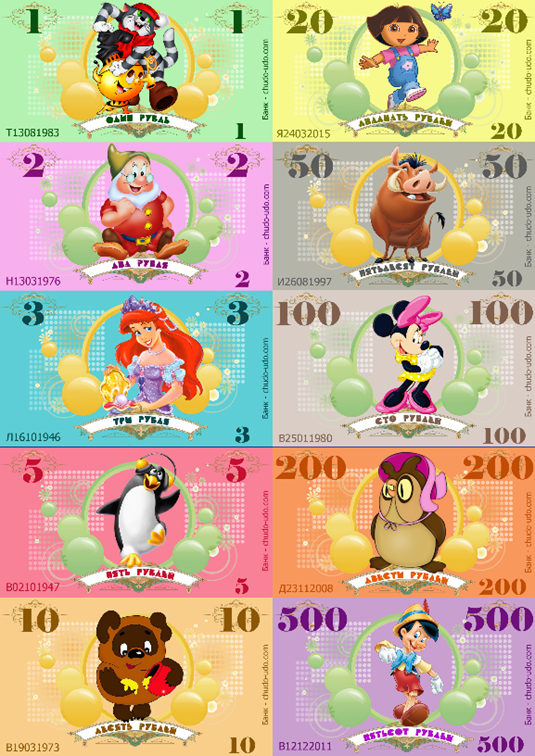 1 1
Банк - chudo-udo.com
ОДИН РУБЛЬ
Т13081983
1
20 20
Банк - chudo-udo.com
ДВАДЦАТЬ РУБЛЕЙ
Я24032015
20
2 2
Банк - chudo-udo.com
ДВА РУБЛЯ
Н13031976
2
50 50
Банк - chudo-udo.com
ПЯТЬДЕСЯТ РУБЛЕЙ
И26081997
50
3 3
Банк - chudo-udo.com
ТРИ РУБЛЯ
Л16101946
3
100 100
Банк - chudo-udo.com
СТО РУБЛЕЙ
В25011980
100
5 5
Банк - chudo-udo.com
ПЯТЬ РУБЛЕЙ
В02101947
5
200 200
Банк - chudo-udo.com
ДВЕСТИ РУБЛЕЙ
Д23112008
200
10 10
Банк - chudo-udo.com
ДЕСЯТЬ РУБЛЕЙ
В19031973
10
500 500
Банк - chudo-udo.com
ПЯТЬСОТ РУБЛЕЙ
В12122011
500